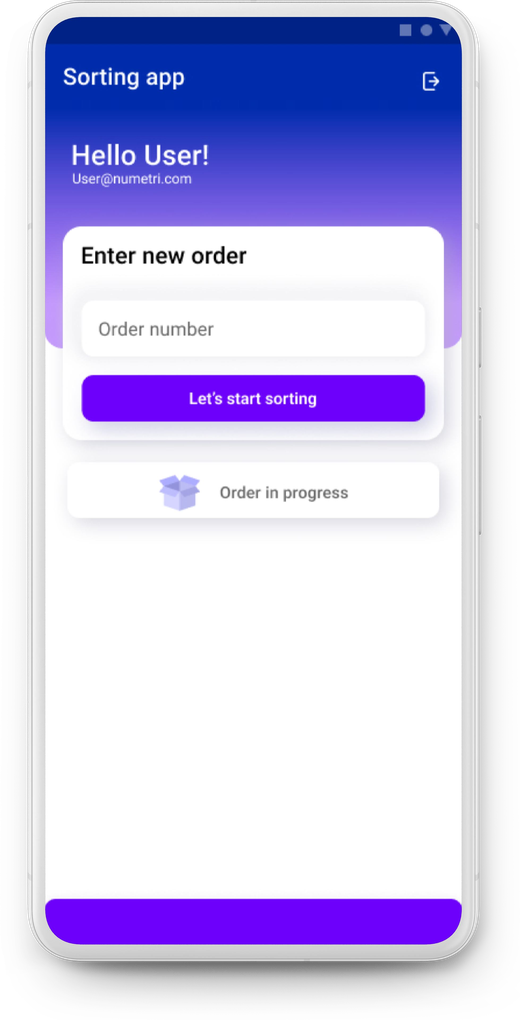 Sorting app
Hello User!
User@numetri.com
Enter new order
Order number
Let's start sorting
Order in progress